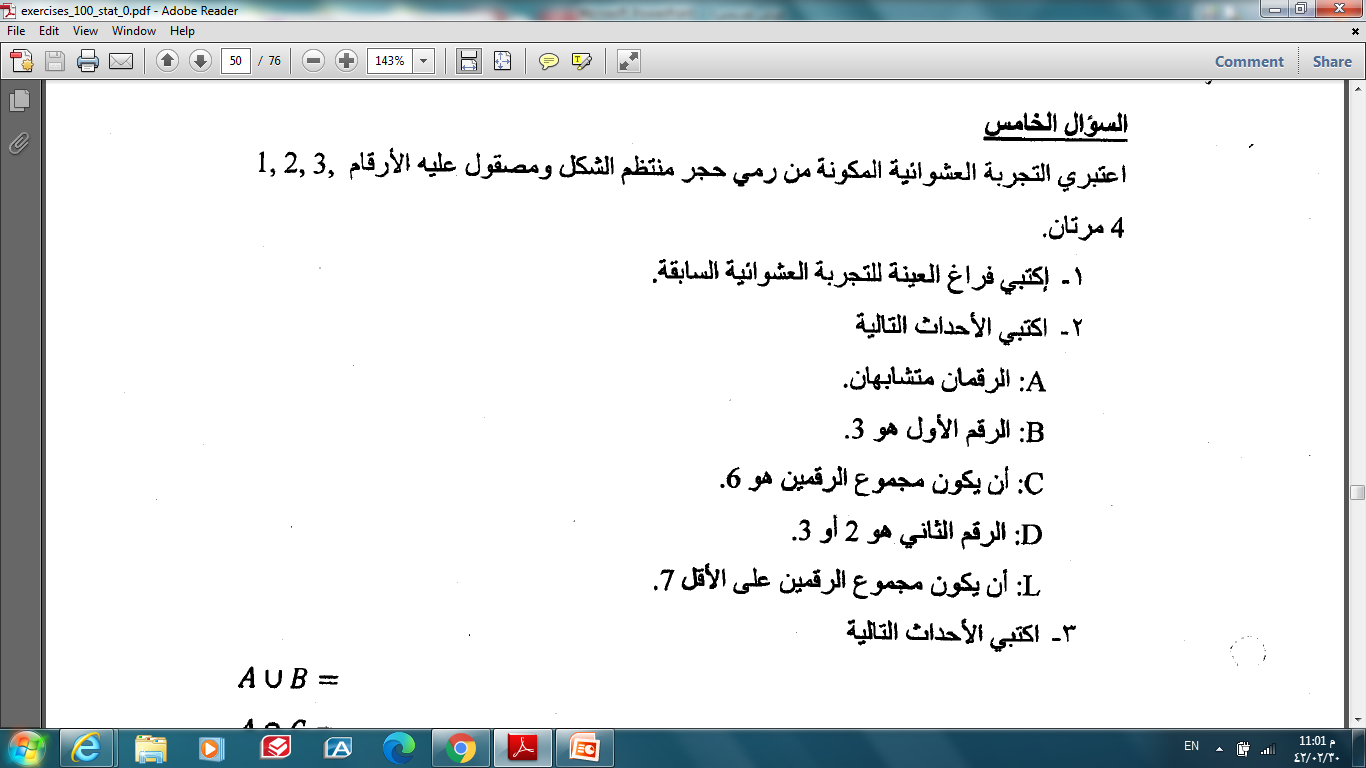 exercises_100_stat_0.pdf - Adobe Reader
File Edit View Window Help
50 / 76 143% Comment Share
السؤال الخامس
اعتبري التجربة العشوائية المكونة من رمي حجر منتظم الشكل ومصقول عليه الأرقام 1, 2, 3,
4 مرتان.
١- إكتبي فراغ العينة للتجربة العشوائية السابقة.
٢- اكتبي الأحداث التالية
A: الرقمان متشابهان.
B: الرقم الأول هو 3.
C: أن يكون مجموع الرقمين هو 6.
D: الرقم الثاني هو 2 أو 3.
L: أن يكون مجموع الرقمين على الأقل 7.
٣- اكتبي الأحداث التالية
A ∪ B =
EN 11:01 م
٤٢/٠٢/٣٠